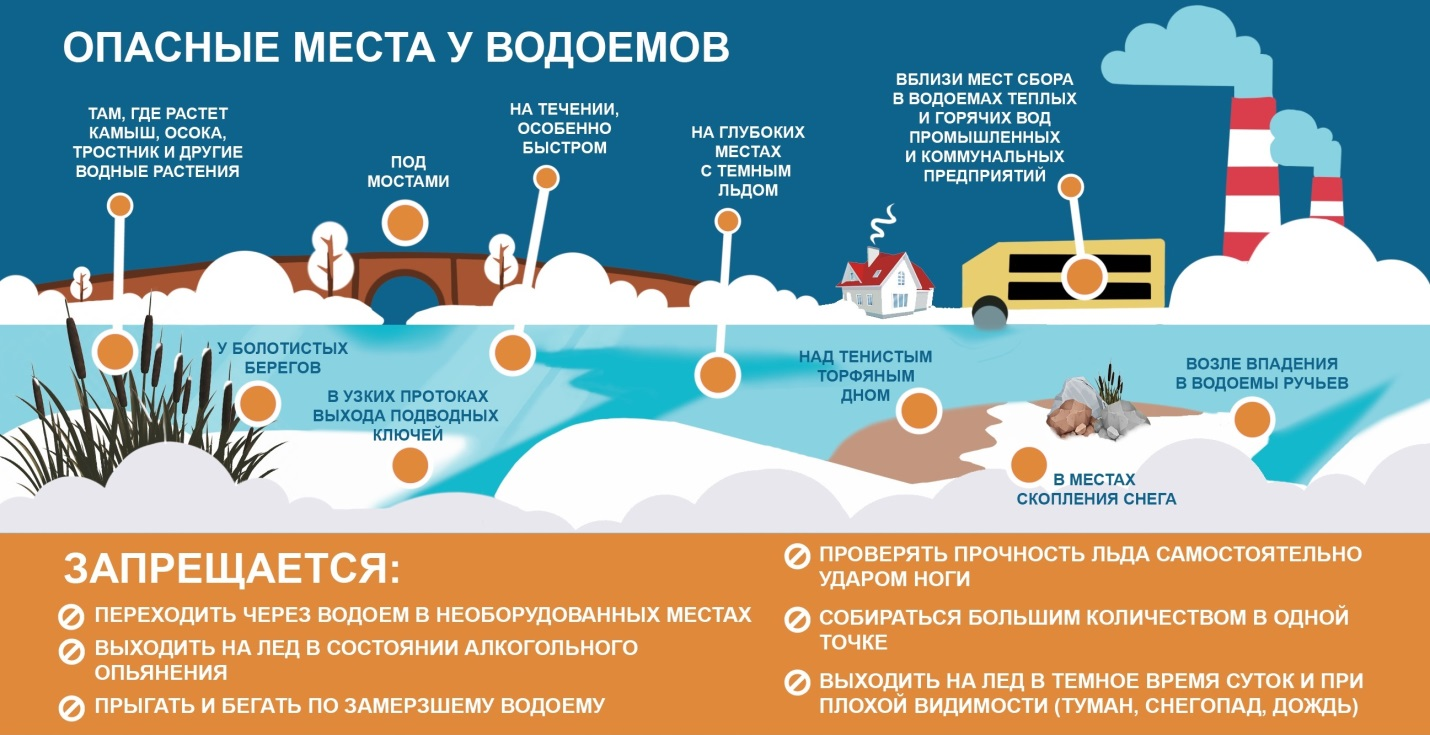 ОПАСНЫЕ МЕСТА У ВОДОЕМОВ
ТАМ, ГДЕ РАСТЕТ
КАМЫШ, ОСОКА,
ТРОСТНИК И ДРУГИЕ
ВОДНЫЕ РАСТЕНИЯ
ПОД
МОСТАМИ
НА ТЕЧЕНИИ,
ОСОБЕННО
БЫСТРОМ
НА ГЛУБОКИХ
МЕСТАХ
С ТЕМНЫМ
ЛЬДОМ
ВБЛИЗИ МЕСТ СБОРА
В ВОДОЕМАХ ТЕПЛЫХ
И ГОРЯЧИХ ВОД
ПРОМЫШЛЕННЫХ
И КОММУНАЛЬНЫХ
ПРЕДПРИЯТИЙ
У БОЛОТИСТЫХ
БЕРЕГОВ
В УЗКИХ ПРОТОКАХ
ВЫХОДА ПОДВОДНЫХ
КЛЮЧЕЙ
НАД ТЕНИСТЫМ
ТОРФЯНЫМ
ДНОМ
В МЕСТАХ
СКОПЛЕНИЯ СНЕГА
ВОЗЛЕ ВПАДЕНИЯ
В ВОДОЕМЫ РУЧЬЕВ
ЗАПРЕЩАЕТСЯ:
ПЕРЕХОДИТЬ ЧЕРЕЗ ВОДОЕМ В НЕОБОРУДОВАННЫХ МЕСТАХ
ВЫХОДИТЬ НА ЛЕД В СОСТОЯНИИ АЛКОГОЛЬНОГО
ОПЬЯНЕНИЯ
ПРЫГАТЬ И БЕГАТЬ ПО ЗАМЕРЗШЕМУ ВОДОЕМУ
ПРОВЕРЯТЬ ПРОЧНОСТЬ ЛЬДА САМОСТОЯТЕЛЬНО
УДАРОМ НОГИ
СОБИРАТЬСЯ БОЛЬШИМ КОЛИЧЕСТВОМ В ОДНОЙ
ТОЧКЕ
ВЫХОДИТЬ НА ЛЕД В ТЕМНОЕ ВРЕМЯ СУТОК И ПРИ
ПЛОХОЙ ВИДИМОСТИ (ТУМАН, СНЕГОПАД, ДОЖДЬ)